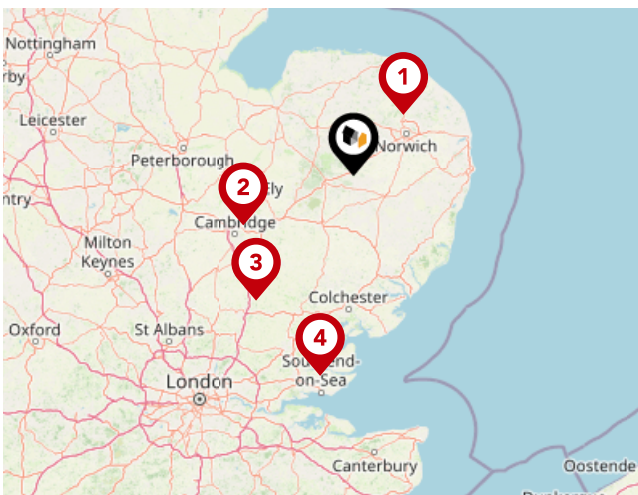 Nottingham
rby
1
Leicester
Norwich
Peterborough
2
Ely
ntry
Cambridge
Milton
Keynes
3
Colchester
Oxford
St Albans
4
Southend-
on-Sea
London
Canterbury
Oostende